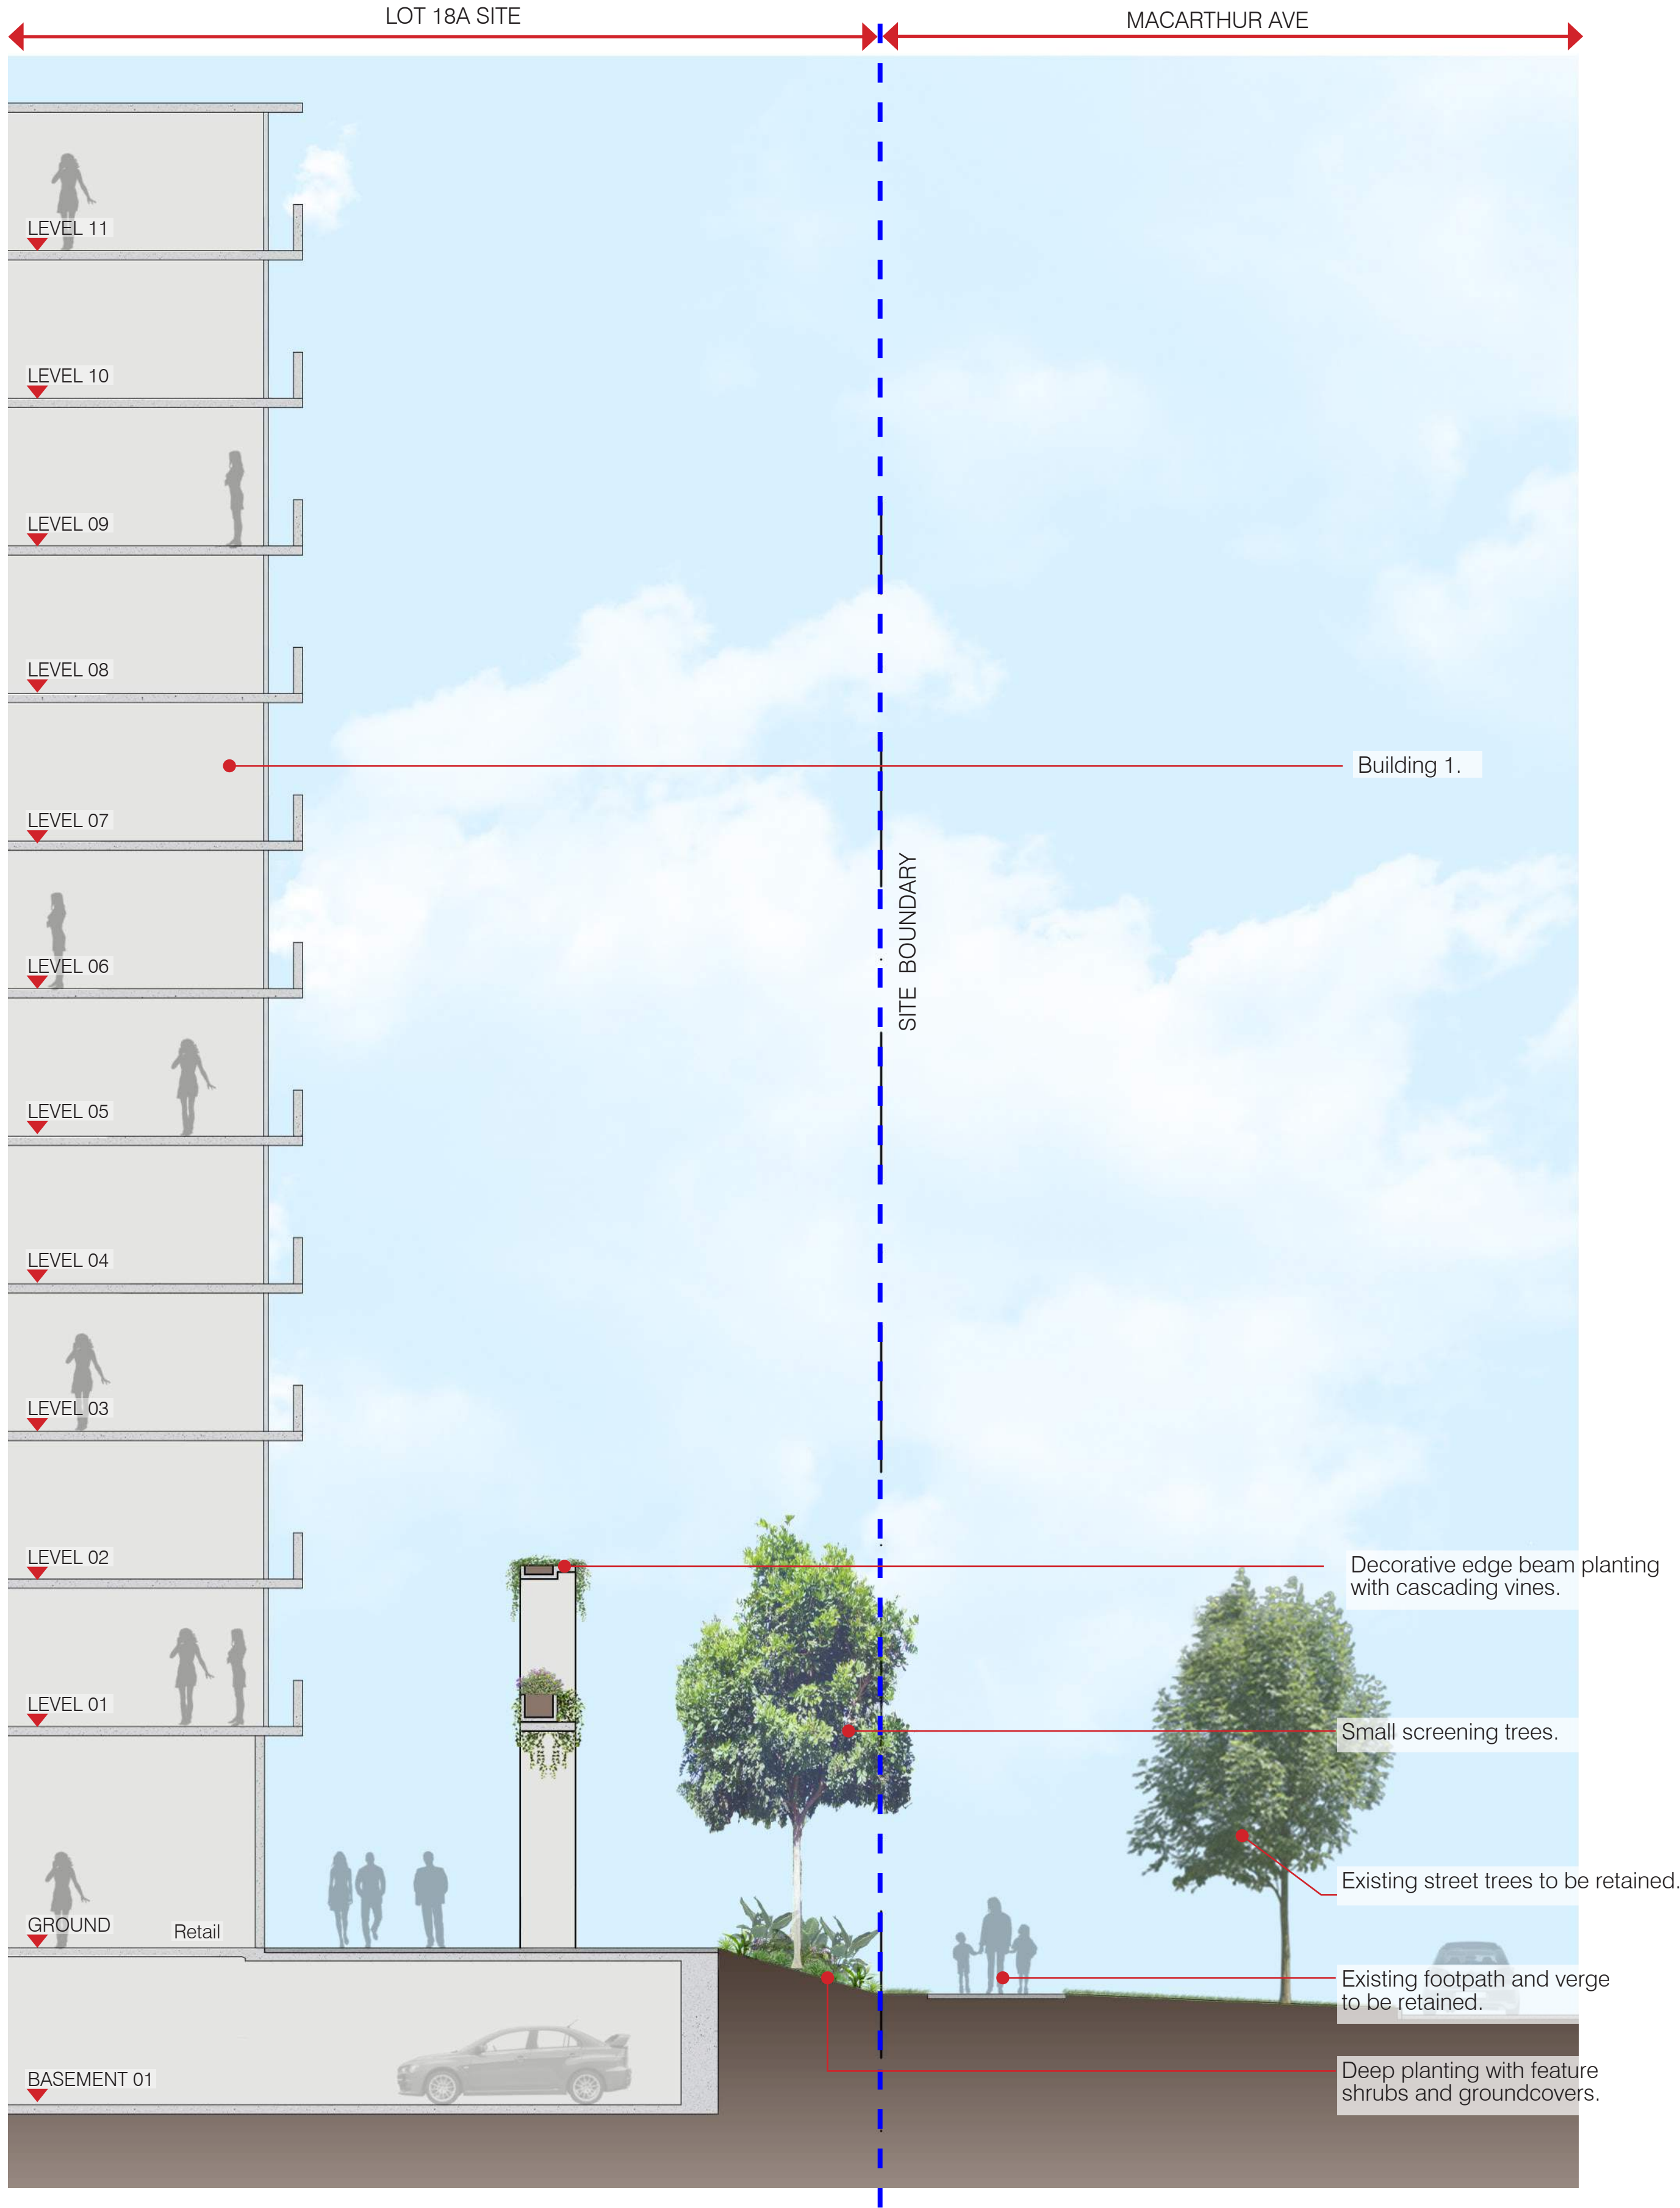 LOT 18A SITE
MACARTHUR AVE
LEVEL 11
LEVEL 10
LEVEL 09
LEVEL 08
LEVEL 07
Building 1.
SITE BOUNDARY
LEVEL 06
LEVEL 05
LEVEL 04
LEVEL 03
LEVEL 02
Decorative edge beam planting
with cascading vines.
LEVEL 01
Small screening trees.
Existing street trees to be retained.
GROUND
Retail
Existing footpath and verge
to be retained.
BASEMENT 01
Deep planting with feature
shrubs and groundcovers.